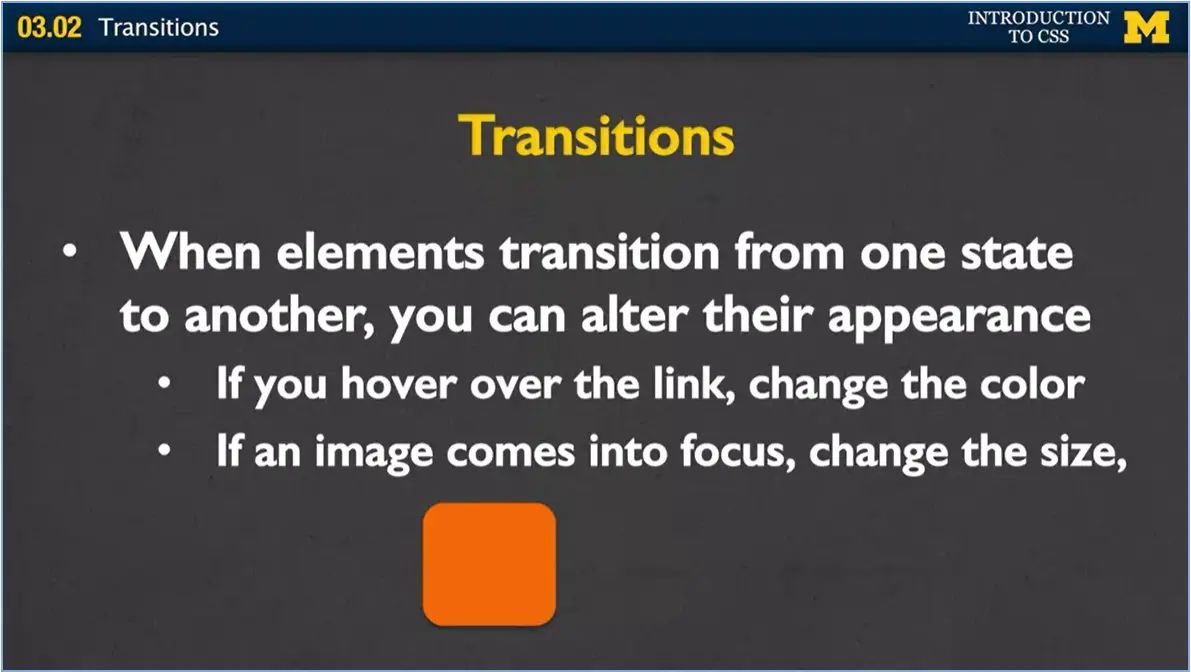 03.02 Transitions
INTRODUCTION
TO CSS
M
Transitions
• When elements transition from one state
to another, you can alter their appearance
• If you hover over the link, change the color
• If an image comes into focus, change the size,